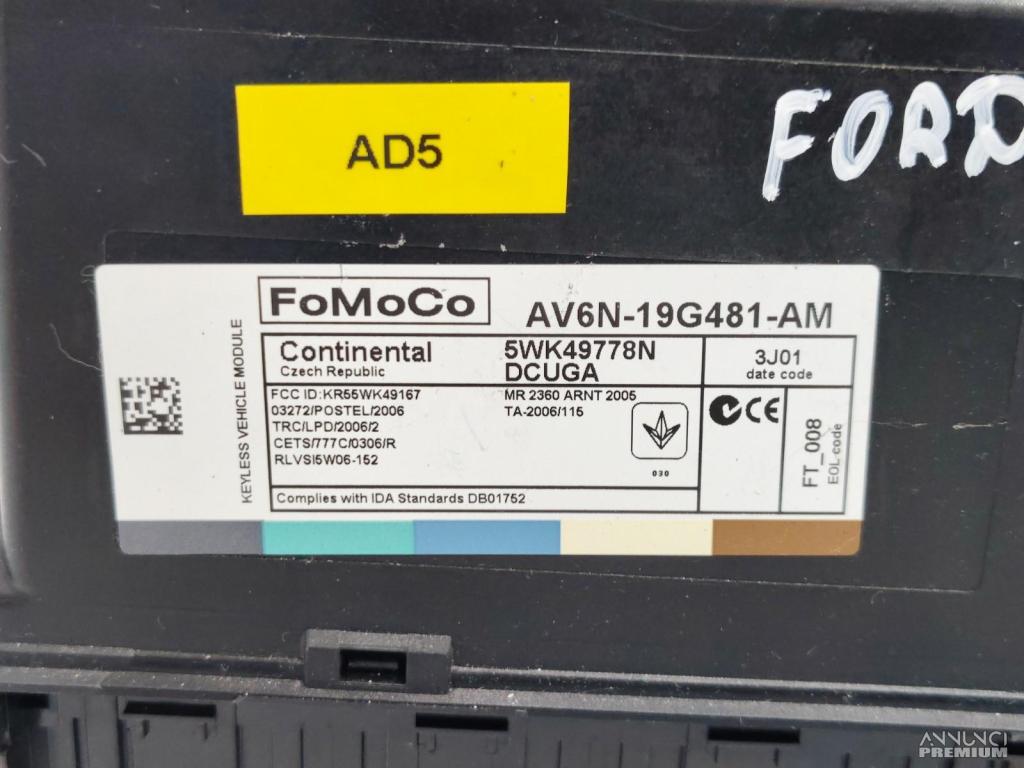 AD5
FORD
FoMoCo
AV6N-19G481-AM
KEYLESS VEHICLE MODULE
Continental
Czech Republic
5WK49778N
DCUGA
3J01
date code
FCC ID:KR55WK49167
03272/POSTEL/2006
TRC/LPD/2006/2
CETS/777C/0306/R
RLVSI5W06-152
MR 2360 ARNT 2005
TA-2006/115
030
CE
FT_008
EOL code
Complies with IDA Standards DB01752
ANNUNCI
PREMIUM